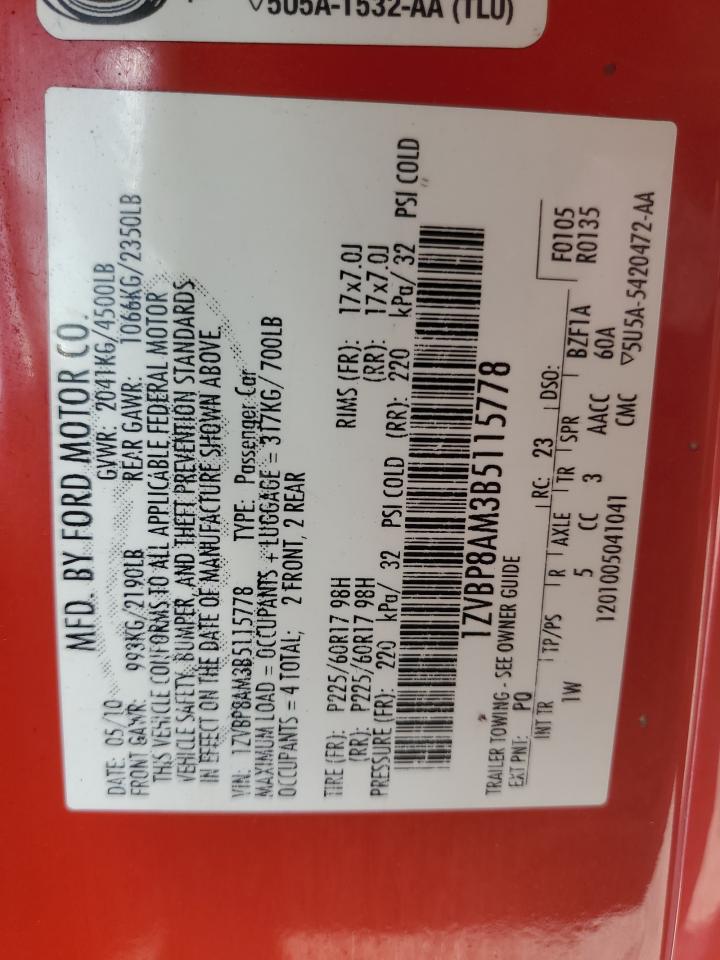 ▽5U5A-1532-AA (TLU)
MFD. BY FORD MOTOR CO.
DATE: 05/10 GVWR: 2041KG/4500LB
FRONT GAWR: 993KG/2190LB REAR GAWR: 1066KG/2350LB
THIS VEHICLE CONFORMS TO ALL APPLICABLE FEDERAL MOTOR
VEHICLE SAFETY, BUMPER, AND THEFT PREVENTION STANDARDS
IN EFFECT ON THE DATE OF MANUFACTURE SHOWN ABOVE.
VIN: 1ZVBP8AM3B5115778 TYPE: Passenger Car
MAXIMUM LOAD = OCCUPANTS + LUGGAGE = 317KG/700LB
OCCUPANTS = 4 TOTAL; 2 FRONT, 2 REAR
TIRE (FR): P225/60R17 98H RIMS (FR): 17x7.0J
(RR): P225/60R17 98H (RR): 17x7.0J
PRESSURE (FR): 220 kPa/ 32 PSI COLD (RR): 220 kPa/ 32 PSI COLD
1ZVBP8AM3B5115778
TRAILER TOWING - SEE OWNER GUIDE
EXT PNT: PQ RC: 23 DSO: F0105
R0135
INT TR TP/PS R AXLE TR SPR BZF1A
1W 5 CC 3 AACC 60A
1201005041041 CMC ▽5U5A-5420472-AA